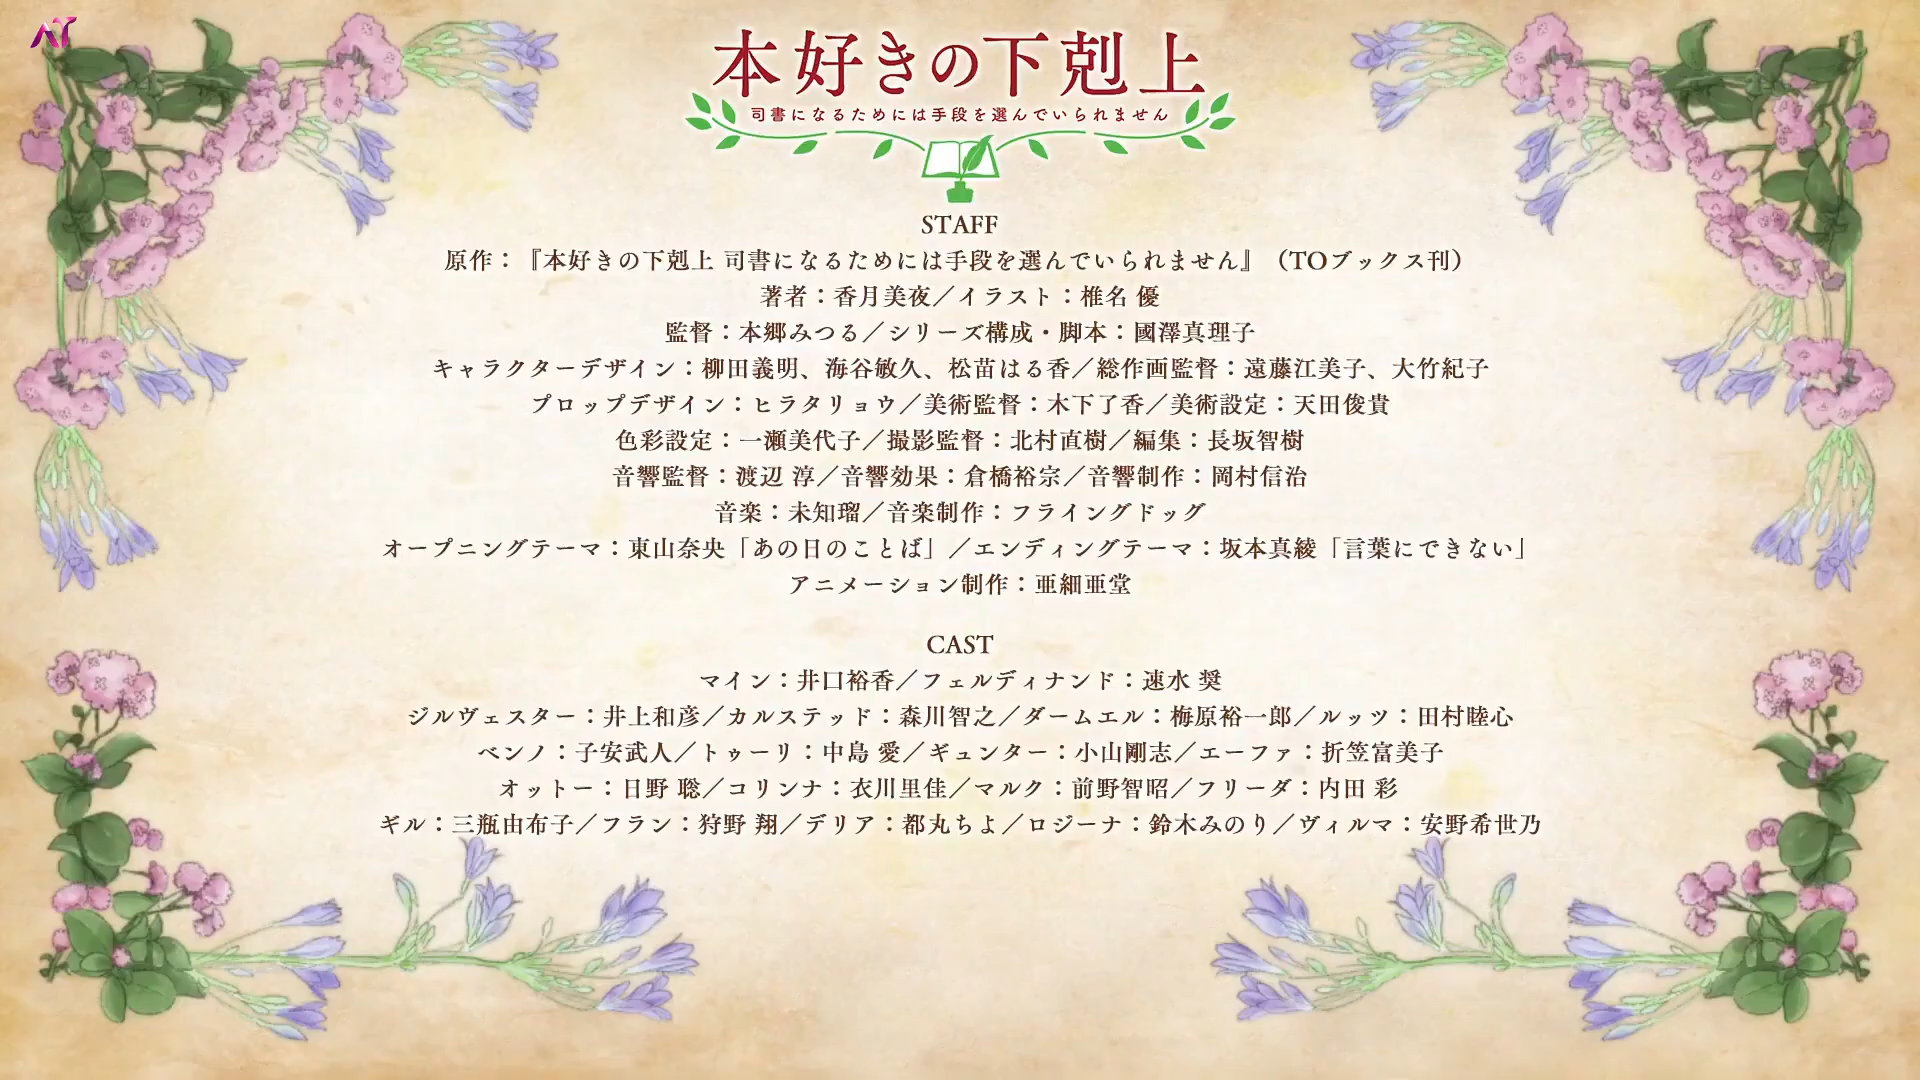 AT
本好きの下剋上
司書になるためには手段を選んでいられません
STAFF
原作：『本好きの下剋上 司書になるためには手段を選んでいられません』（TOブックス刊）
著者：香月美夜／イラスト：椎名 優
監督：本郷みつる／シリーズ構成・脚本：國澤真理子
キャラクターデザイン：柳田義明、海谷敏久、松苗はる香／総作画監督：遠藤江美子、大竹紀子
プロップデザイン：ヒラタリョウ／美術監督：木下了香／美術設定：天田俊貴
色彩設定：一瀬美代子／撮影監督：北村直樹／編集：長坂智樹
音響監督：渡辺 淳／音響効果：倉橋裕宗／音響制作：岡村信治
音楽：未知瑠／音楽制作：フライングドッグ
オープニングテーマ：東山奈央「あの日のことば」／エンディングテーマ：坂本真綾「言葉にできない」
アニメーション制作：亜細亜堂
CAST
マイン：井口裕香／フェルディナンド：速水 奨
ジルヴェスター：井上和彦／カルステッド：森川智之／ダームエル：梅原裕一郎／ルッツ：田村睦心
ベンノ：子安武人／トゥーリ：中島 愛／ギュンター：小山剛志／エーファ：折笠富美子
オットー：日野 聡／コリンナ：衣川里佳／マルク：前野智昭／フリーダ：内田 彩
ギル：三瓶由布子／フラン：狩野 翔／デリア：都丸ちよ／ロジーナ：鈴木みのり／ヴィルマ：安野希世乃